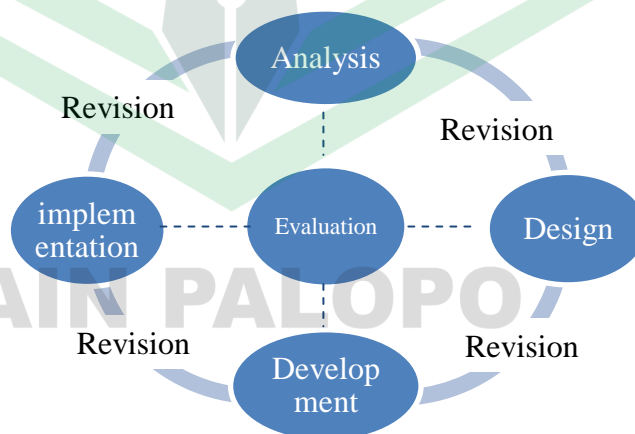 Analysis
Revision
Revision
implem
entation
Evaluation
Design
AIN PALOPO
Revision
Revision
Develop
ment